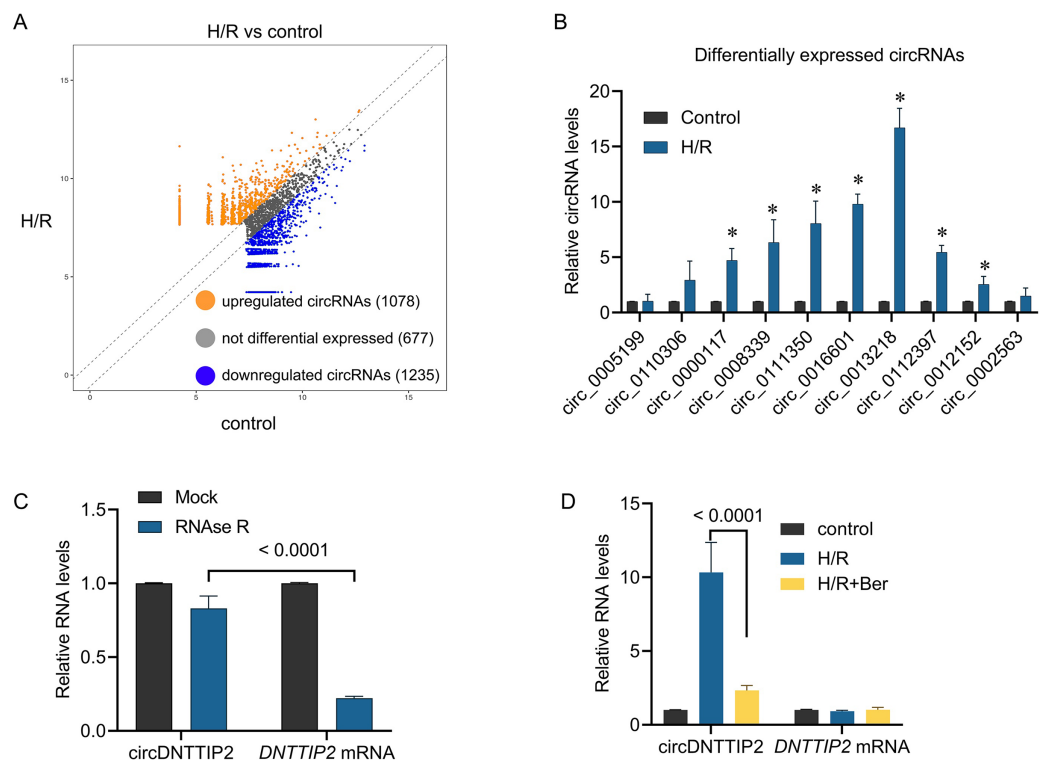 A
H/R vs control
15
10
5
0
H/R
0
5
10
15
control
upregulated circRNAs (1078)
not differential expressed (677)
downregulated circRNAs (1235)
B
Differentially expressed circRNAs
Relative circRNA levels
20
15
10
5
0
Control
H/R
*
*
*
*
*
*
*
circ_0005199
circ_0110306
circ_0000117
circ_0008339
circ_0111350
circ_0016601
circ_0013218
circ_0112397
circ_0012152
circ_0002563
C
Mock
RNAse R
Relative RNA levels
1.5
1.0
0.5
0.0
< 0.0001
circDNTTIP2
DNTTIP2 mRNA
D
Relative RNA levels
15
10
5
0
< 0.0001
control
H/R
H/R+Ber
circDNTTIP2
DNTTIP2 mRNA